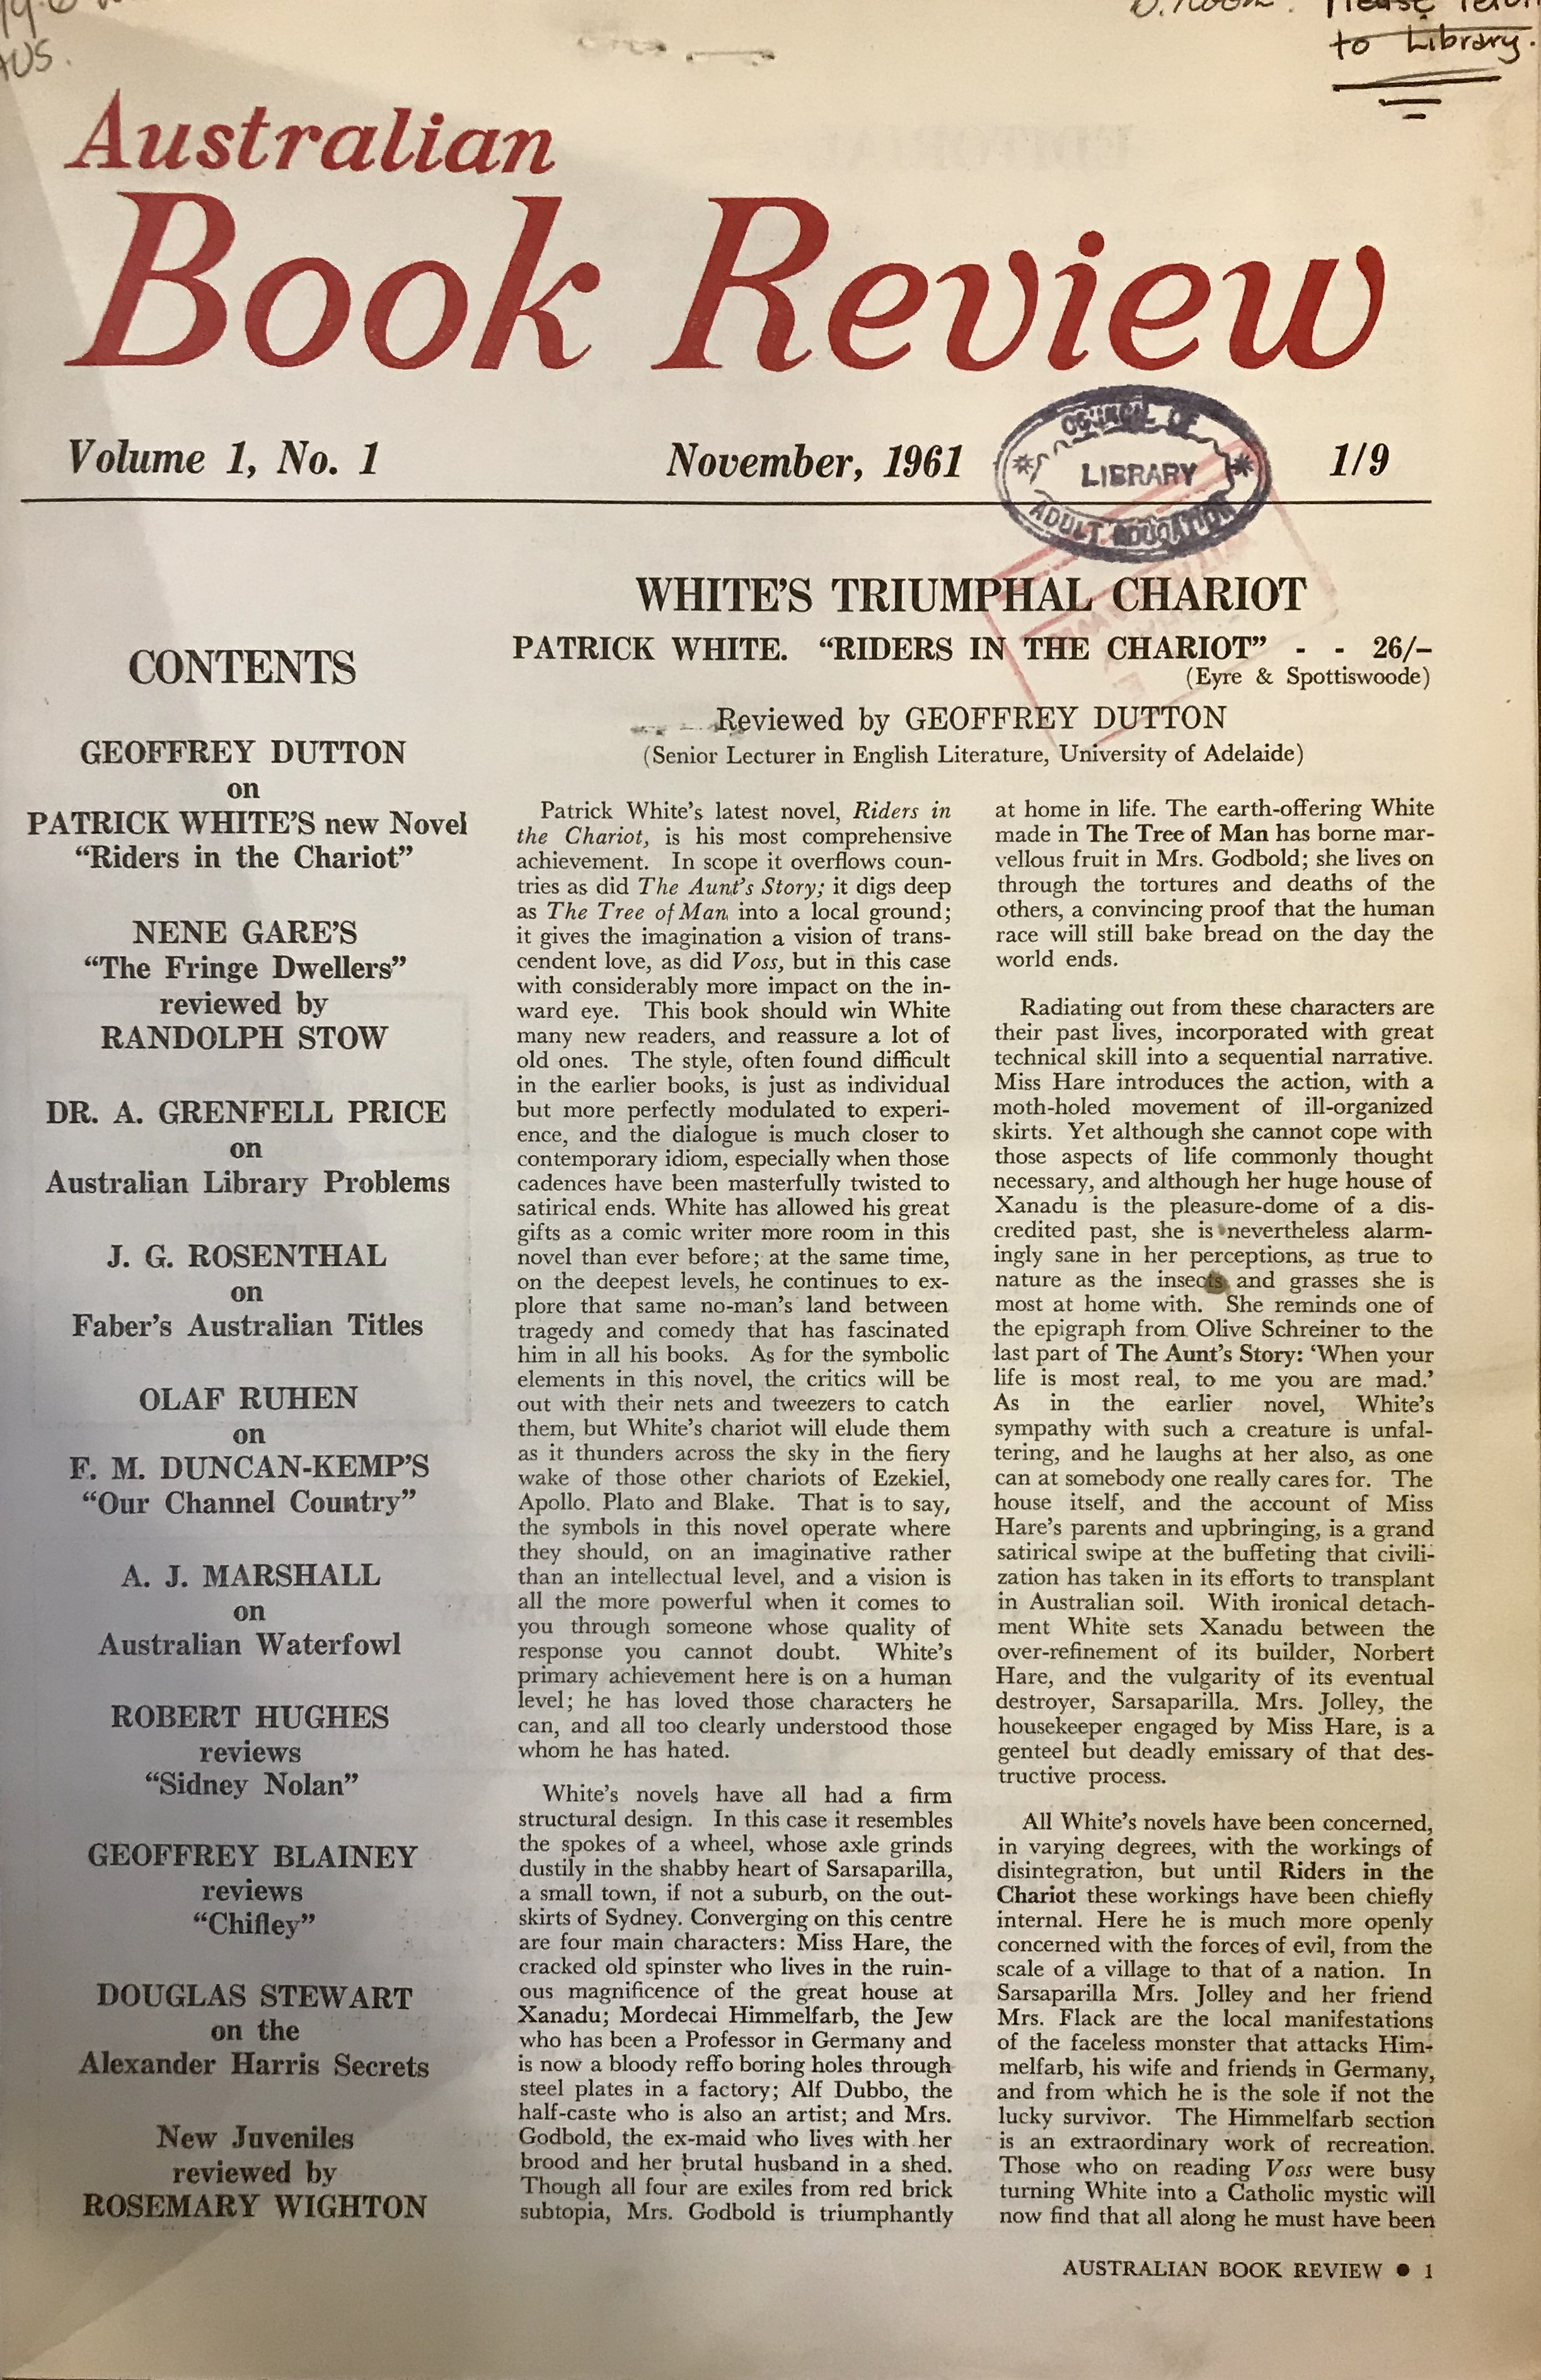 AUS.
Please
to Library.
Australian
Book Review
Volume 1, No. 1
November, 1961
1/9
COUNCIL OF
LIBRARY
ADULT EDUCATION
CONTENTS
GEOFFREY DUTTON
on
PATRICK WHITE'S new Novel
“Riders in the Chariot”
NENE GARE'S
“The Fringe Dwellers”
reviewed by
RANDOLPH STOW
DR. A. GRENFELL PRICE
on
Australian Library Problems
J. G. ROSENTHAL
on
Faber's Australian Titles
OLAF RUHEN
on
F. M. DUNCAN-KEMP'S
“Our Channel Country”
A. J. MARSHALL
on
Australian Waterfowl
ROBERT HUGHES
reviews
“Sidney Nolan”
GEOFFREY BLAINEY
reviews
“Chifley”
DOUGLAS STEWART
on the
Alexander Harris Secrets
New Juveniles
reviewed by
ROSEMARY WIGHTON
WHITE'S TRIUMPHAL CHARIOT
PATRICK WHITE. “RIDERS IN THE CHARIOT” - - 26/–
(Eyre & Spottiswoode)
Reviewed by GEOFFREY DUTTON
(Senior Lecturer in English Literature, University of Adelaide)
Patrick White's latest novel, Riders in
the Chariot, is his most comprehensive
achievement. In scope it overflows coun-
tries as did The Aunt's Story; it digs deep
as The Tree of Man into a local ground;
it gives the imagination a vision of trans-
cendent love, as did Voss, but in this case
with considerably more impact on the in-
ward eye. This book should win White
many new readers, and reassure a lot of
old ones. The style, often found difficult
in the earlier books, is just as individual
but more perfectly modulated to experi-
ence, and the dialogue is much closer to
contemporary idiom, especially when those
cadences have been masterfully twisted to
satirical ends. White has allowed his great
gifts as a comic writer more room in this
novel than ever before; at the same time,
on the deepest levels, he continues to ex-
plore that same no-man's land between
tragedy and comedy that has fascinated
him in all his books. As for the symbolic
elements in this novel, the critics will be
out with their nets and tweezers to catch
them, but White's chariot will elude them
as it thunders across the sky in the fiery
wake of those other chariots of Ezekiel,
Apollo. Plato and Blake. That is to say,
the symbols in this novel operate where
they should, on an imaginative rather
than an intellectual level, and a vision is
all the more powerful when it comes to
you through someone whose quality of
response you cannot doubt. White's
primary achievement here is on a human
level; he has loved those characters he
can, and all too clearly understood those
whom he has hated.
White's novels have all had a firm
structural design. In this case it resembles
the spokes of a wheel, whose axle grinds
dustily in the shabby heart of Sarsaparilla,
a small town, if not a suburb, on the out-
skirts of Sydney. Converging on this centre
are four main characters: Miss Hare, the
cracked old spinster who lives in the ruin-
ous magnificence of the great house at
Xanadu; Mordecai Himmelfarb, the Jew
who has been a Professor in Germany and
is now a bloody reffo boring holes through
steel plates in a factory; Alf Dubbo, the
half-caste who is also an artist; and Mrs.
Godbold, the ex-maid who lives with her
brood and her brutal husband in a shed.
Though all four are exiles from red brick
subtopia, Mrs. Godbold is triumphantly
at home in life. The earth-offering White
made in The Tree of Man has borne mar-
vellous fruit in Mrs. Godbold; she lives on
through the tortures and deaths of the
others, a convincing proof that the human
race will still bake bread on the day the
world ends.
Radiating out from these characters are
their past lives, incorporated with great
technical skill into a sequential narrative.
Miss Hare introduces the action, with a
moth-holed movement of ill-organized
skirts. Yet although she cannot cope with
those aspects of life commonly thought
necessary, and although her huge house of
Xanadu is the pleasure-dome of a dis-
credited past, she is nevertheless alarm-
ingly sane in her perceptions, as true to
nature as the insects and grasses she is
most at home with. She reminds one of
the epigraph from Olive Schreiner to the
last part of The Aunt's Story: ‘When your
life is most real, to me you are mad.’
As in the earlier novel, White's
sympathy with such a creature is unfal-
tering, and he laughs at her also, as one
can at somebody one really cares for. The
house itself, and the account of Miss
Hare's parents and upbringing, is a grand
satirical swipe at the buffeting that civili-
zation has taken in its efforts to transplant
in Australian soil. With ironical detach-
ment White sets Xanadu between the
over-refinement of its builder, Norbert
Hare, and the vulgarity of its eventual
destroyer, Sarsaparilla. Mrs. Jolley, the
housekeeper engaged by Miss Hare, is a
genteel but deadly emissary of that des-
tructive process.
All White's novels have been concerned,
in varying degrees, with the workings of
disintegration, but until Riders in the
Chariot these workings have been chiefly
internal. Here he is much more openly
concerned with the forces of evil, from the
scale of a village to that of a nation. In
Sarsaparilla Mrs. Jolley and her friend
Mrs. Flack are the local manifestations
of the faceless monster that attacks Him-
melfarb, his wife and friends in Germany,
and from which he is the sole if not the
lucky survivor. The Himmelfarb section
is an extraordinary work of recreation.
Those who on reading Voss were busy
turning White into a Catholic mystic will
now find that all along he must have been
AUSTRALIAN BOOK REVIEW ● 1